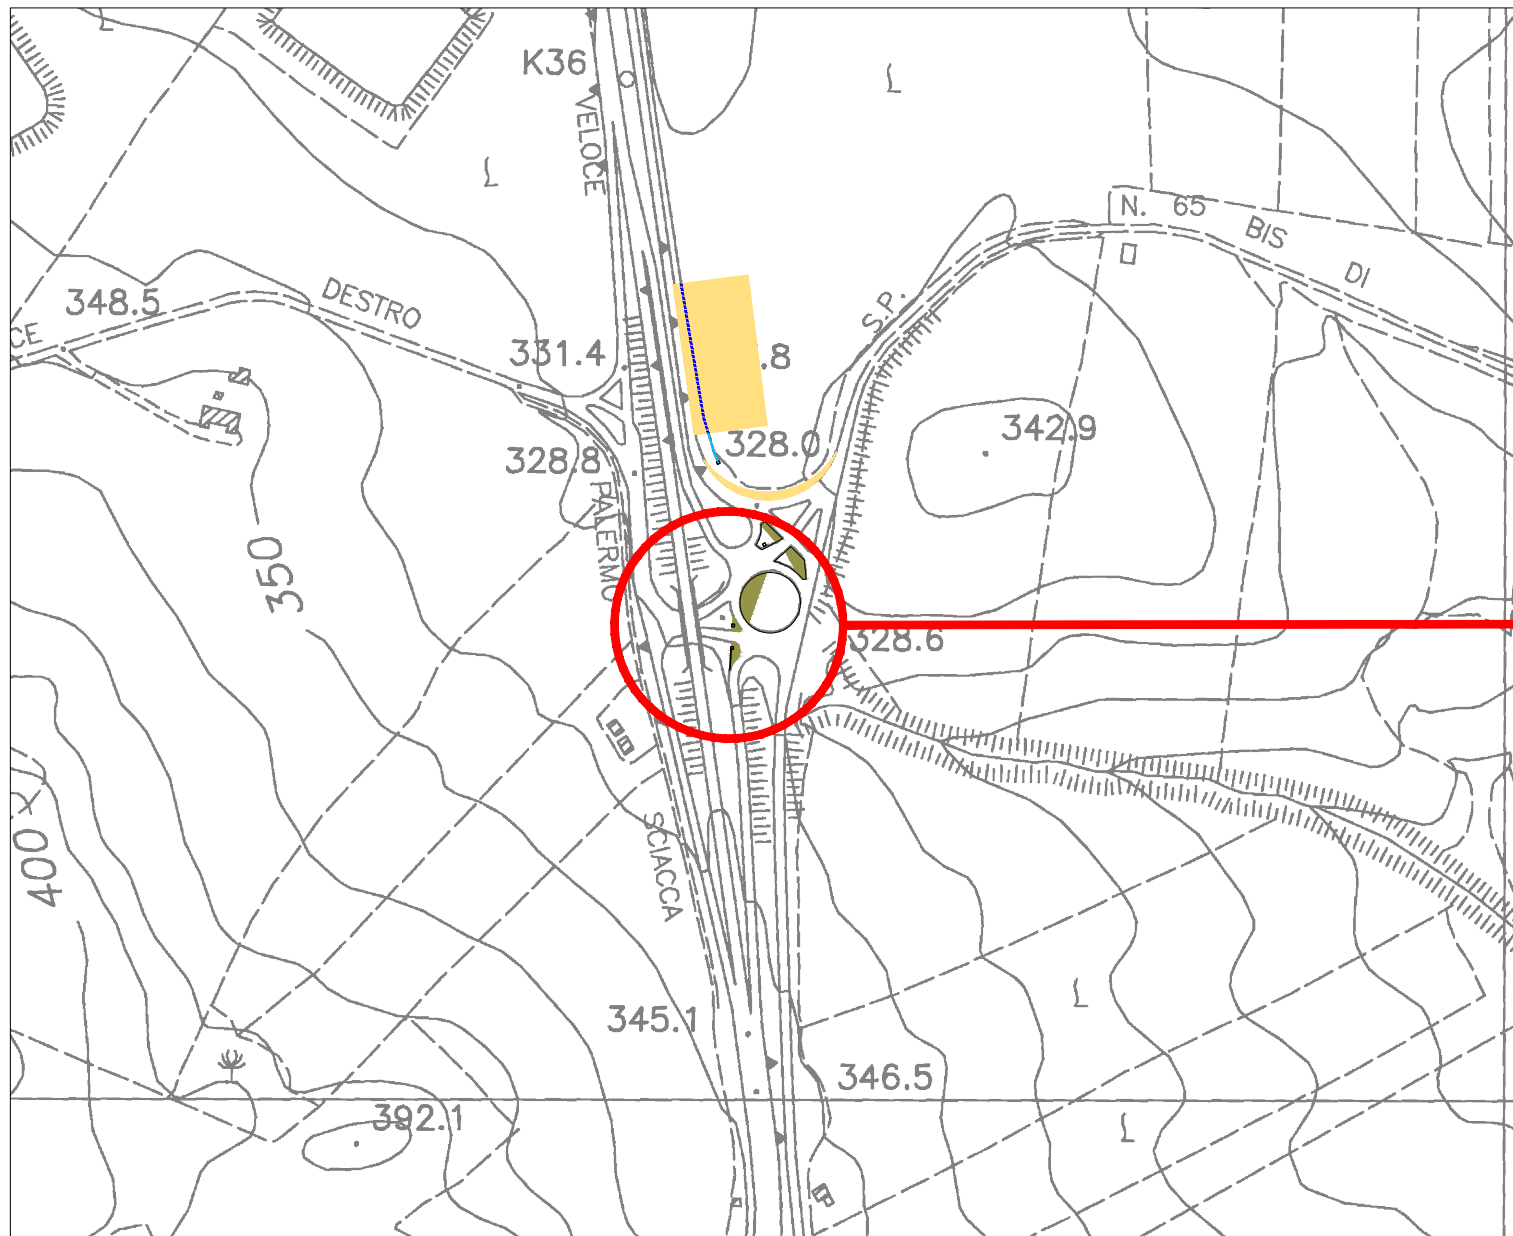 K36
VELOCE
N. 65 BIS DI
348.5
DESTRO
S.P.
CE
331.4
.8
342.9
328.0
328.8
PALERMO
350
328.6
SCIACCA
400
345.1
346.5
392.1